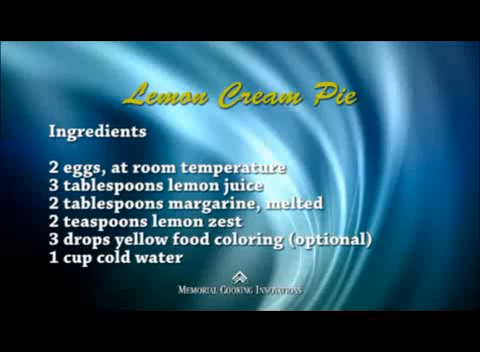 Lemon Cream Pie
Ingredients
2 eggs, at room temperature
3 tablespoons lemon juice
2 tablespoons margarine, melted
2 teaspoons lemon zest
3 drops yellow food coloring (optional)
1 cup cold water
Memorial Cooking Innovations